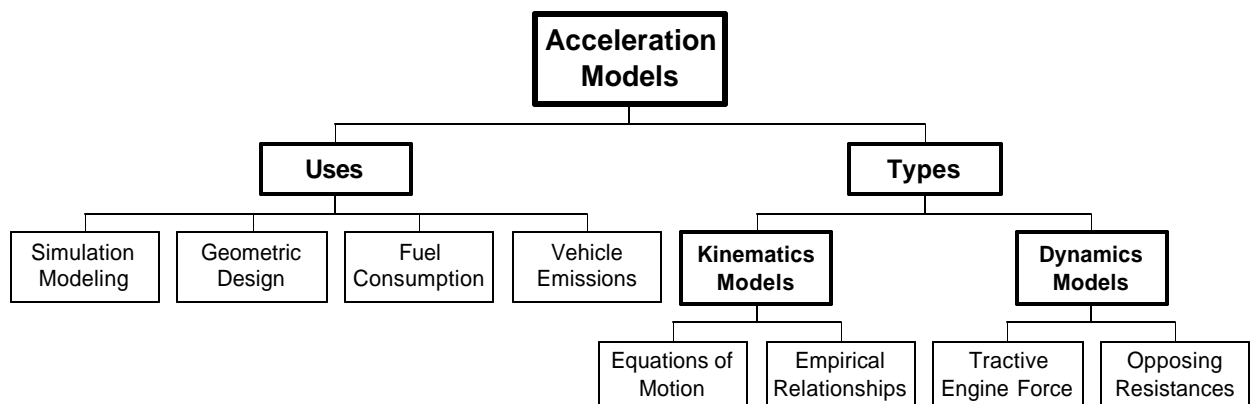 Acceleration
Models
Uses
Types
Simulation
Modeling
Geometric
Design
Fuel
Consumption
Vehicle
Emissions
Kinematics
Models
Dynamics
Models
Equations of
Motion
Empirical
Relationships
Tractive
Engine Force
Opposing
Resistances